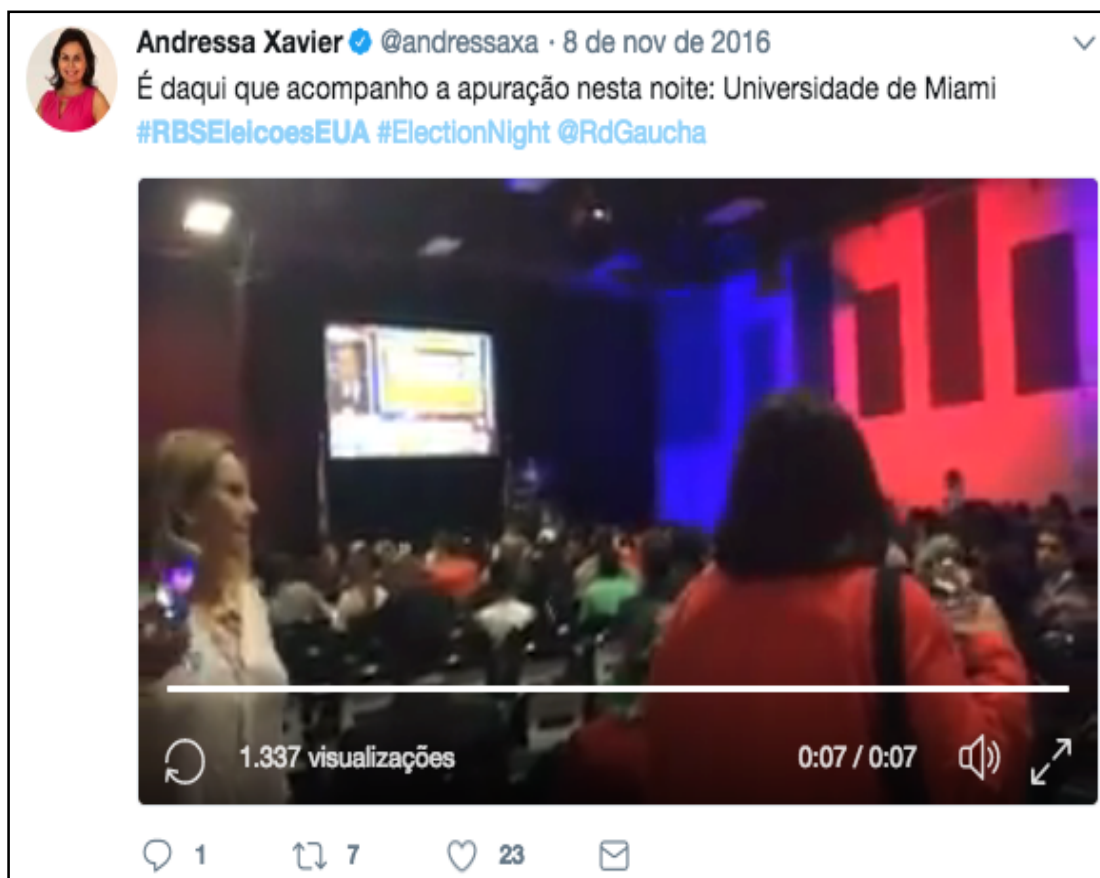 Andressa Xavier @andressaxa · 8 de nov de 2016
É daqui que acompanho a apuração nesta noite: Universidade de Miami
#RBSEleicoesEUA #ElectionNight @RdGaucha
1.337 visualizações 0:07 / 0:07
1 7 23